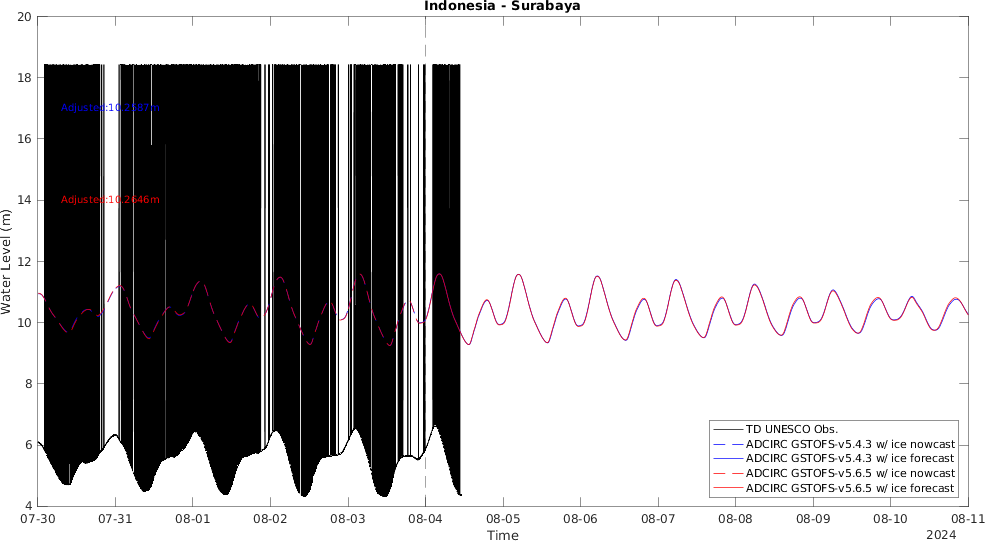 Indonesia - Surabaya
20
18
16
14
12
10
8
6
4
Water Level (m)
Adjusted:10.2587m
Adjusted:10.2646m
TD UNESCO Obs.
ADCIRC GSTOFS-v5.4.3 w/ ice nowcast
ADCIRC GSTOFS-v5.4.3 w/ ice forecast
ADCIRC GSTOFS-v5.6.5 w/ ice nowcast
ADCIRC GSTOFS-v5.6.5 w/ ice forecast
07-30 07-31 08-01 08-02 08-03 08-04 08-05 08-06 08-07 08-08 08-09 08-10 08-11
Time
2024